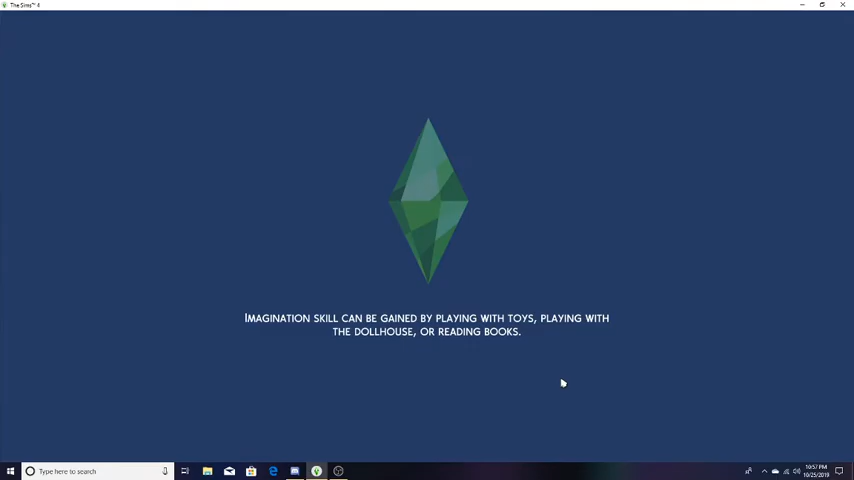 The Sims™ 4
IMAGINATION SKILL CAN BE GAINED BY PLAYING WITH TOYS, PLAYING WITH
THE DOLLHOUSE, OR READING BOOKS.
Type here to search
10:57 PM
10/25/2019